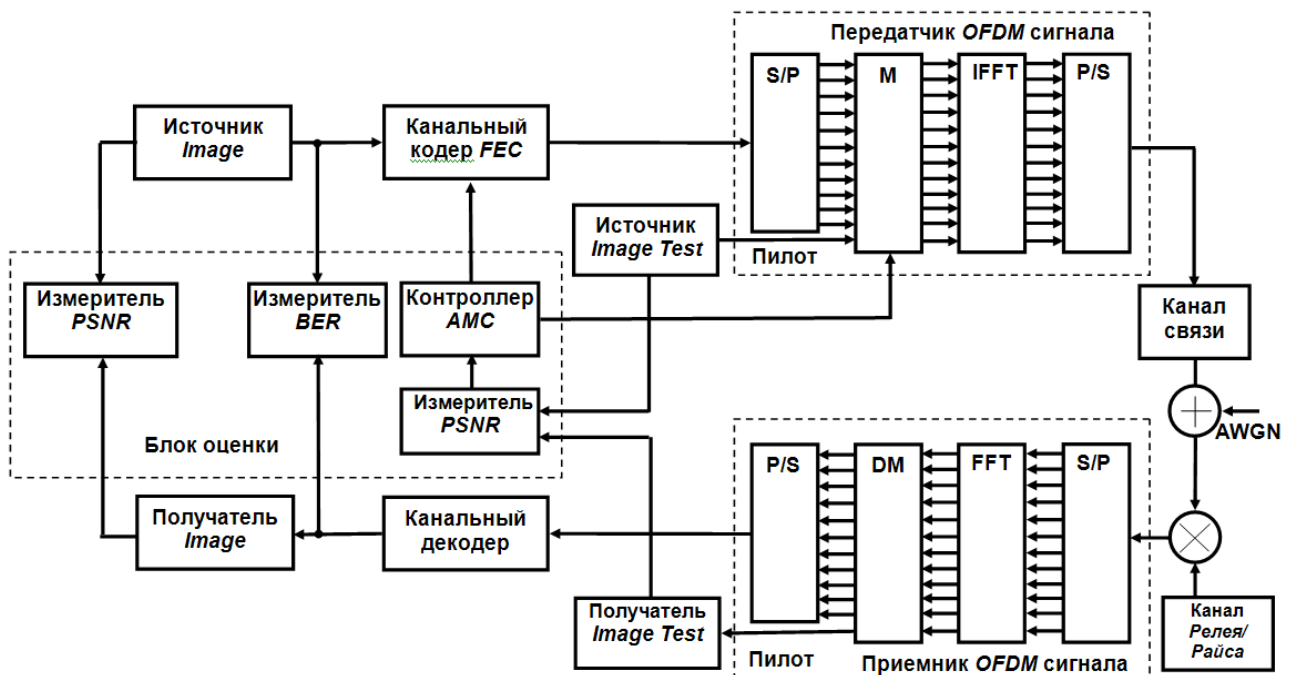 Передатчик OFDM сигнала
S/P
M
IFFT
P/S
Источник
Image
Канальный
кодер FEC
Источник
Image Test
Пилот
Измеритель
PSNR
Измеритель
BER
Контроллер
AMC
Канал
связи
Измеритель
PSNR
AWGN
Блок оценки
P/S
DM
FFT
S/P
Получатель
Image
Канальный
декодер
Получатель
Image Test
Канал
Релея/
Райса
Пилот
Приемник OFDM сигнала